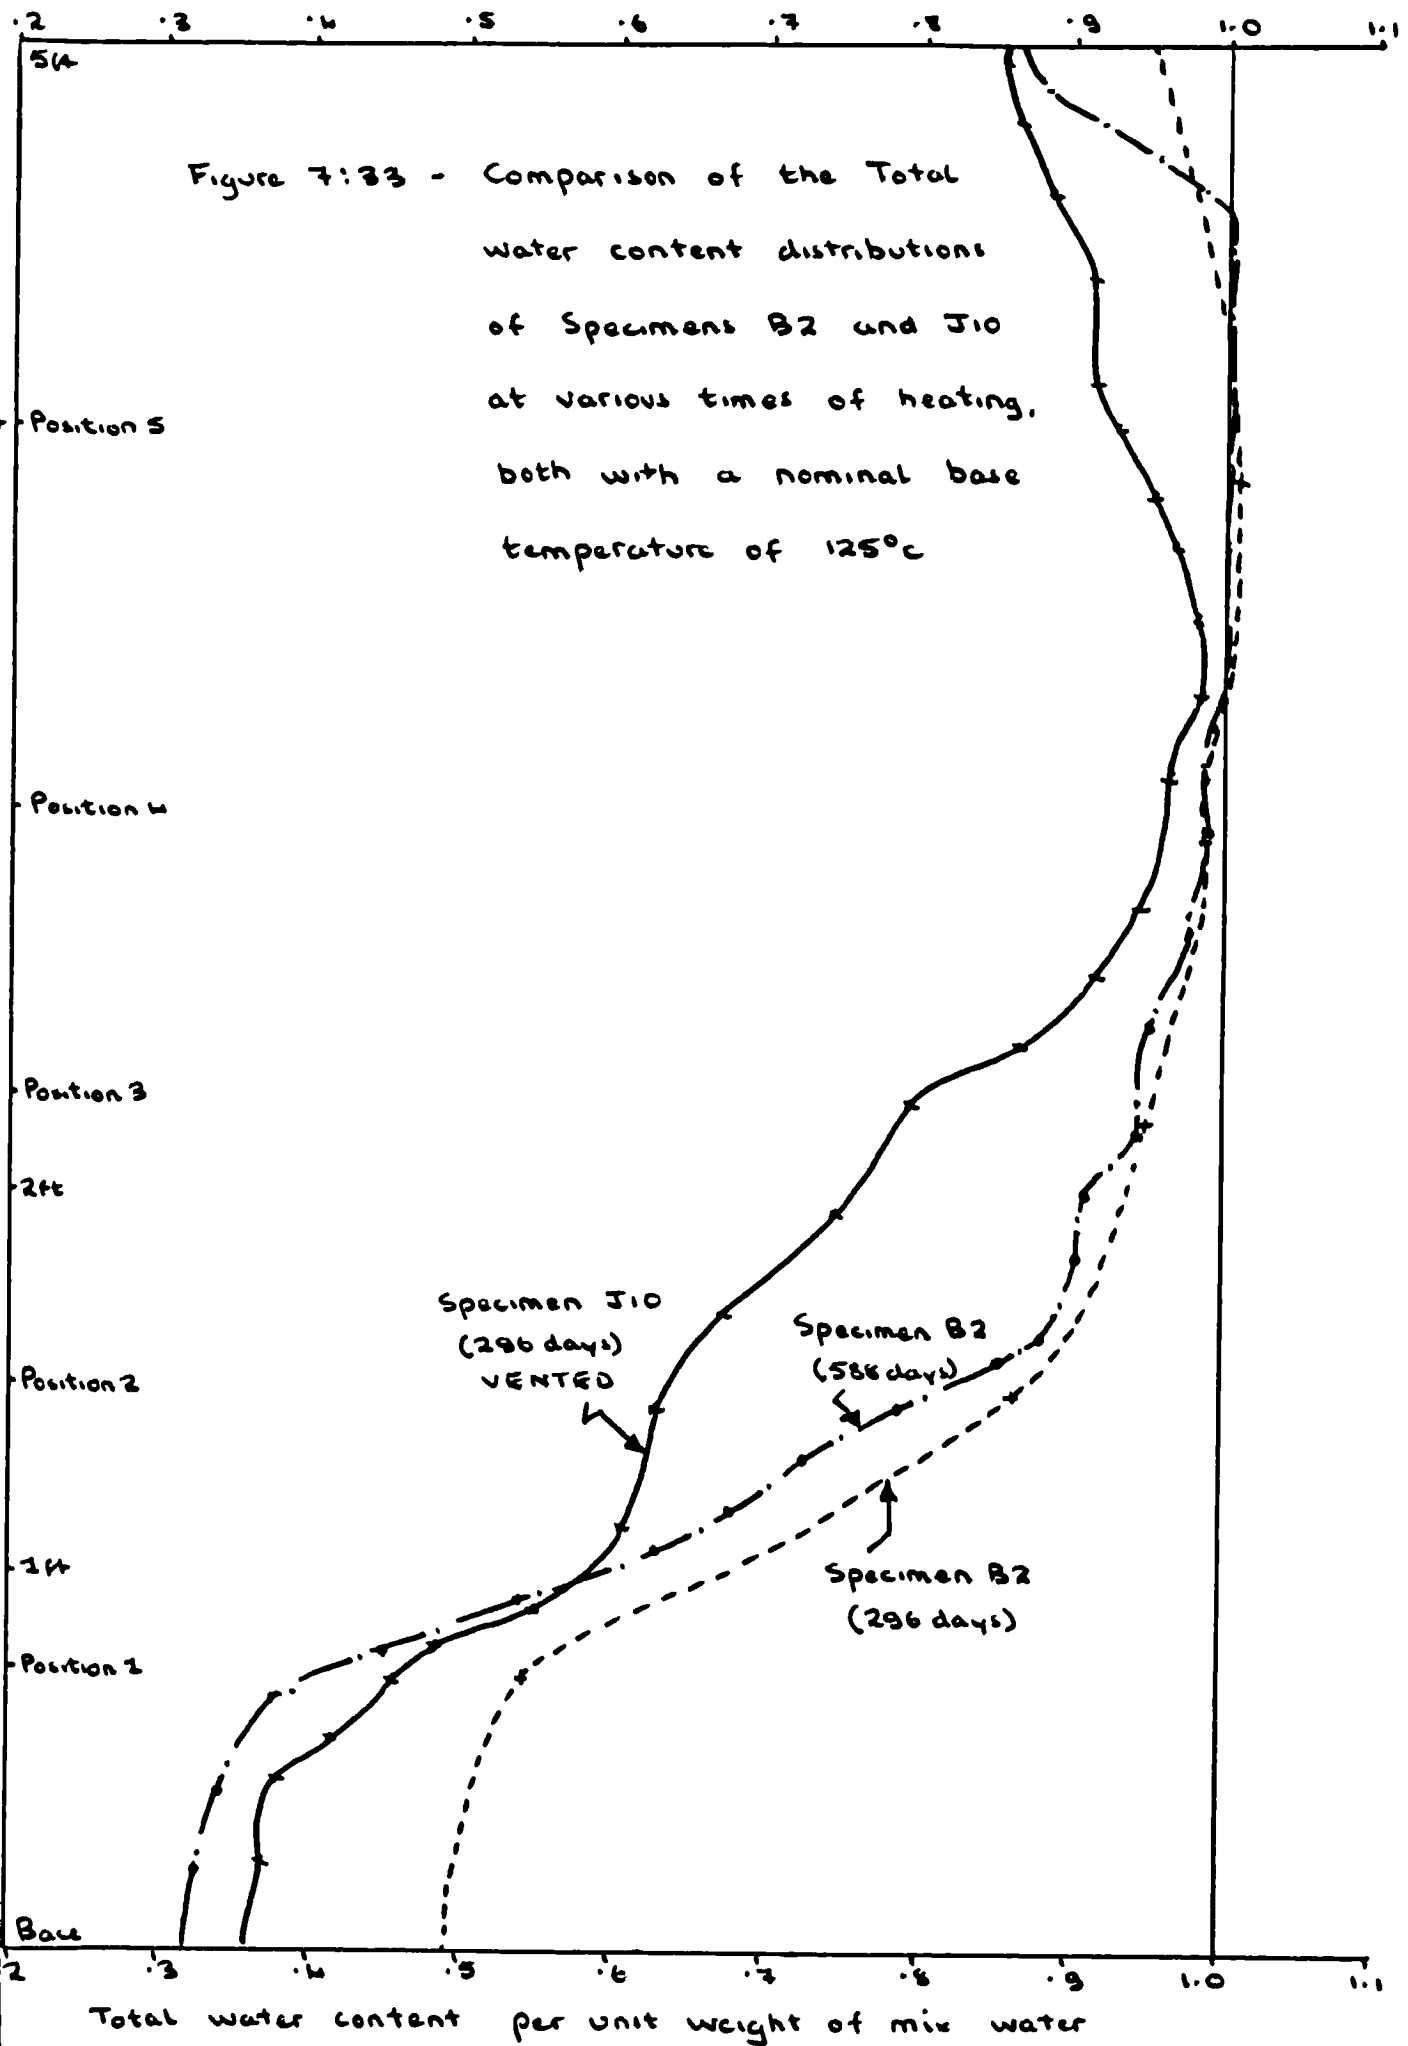 .2 .3 .4 .5 .6 .7 .8 .9 1.0 1.1
5ft
Figure 7:33 - Comparison of the Total
water content distributions
of Specimens B2 and J10
at various times of heating,
both with a nominal base
temperature of 125°c
Position 5
Position 4
Position 3
2ft
Specimen J10
(286 days)
VENTED
Specimen B2
(588 days)
Position 2
1ft
Specimen B2
(296 days)
Position 1
Base
2 .3 .4 .5 .6 .7 .8 .9 1.0 1.1
Total water content per unit weight of mix water